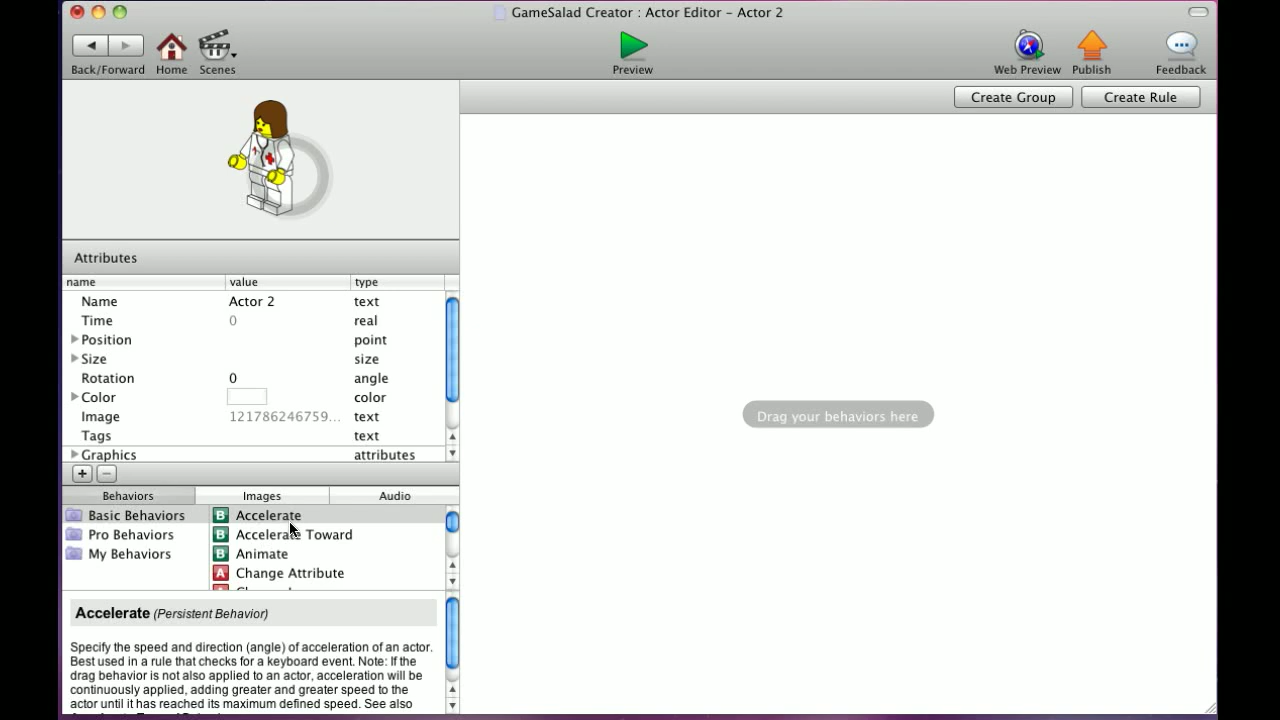 GameSalad Creator : Actor Editor – Actor 2
Back/Forward
Home
Scenes
Preview
Web Preview
Publish
Feedback
Create Group
Create Rule
Attributes
name value type
Name Actor 2 text
Time 0 real
Position point
Size size
Rotation 0 angle
Color color
Image 121786246759... text
Tags text
Graphics attributes
Behaviors Images Audio
Basic Behaviors
Pro Behaviors
My Behaviors
B Accelerate
B Accelerate Toward
B Animate
A Change Attribute
Drag your behaviors here
Accelerate (Persistent Behavior)
Specify the speed and direction (angle) of acceleration of an actor.
Best used in a rule that checks for a keyboard event. Note: If the
drag behavior is not also applied to an actor, acceleration will be
continuously applied, adding greater and greater speed to the
actor until it has reached its maximum defined speed. See also